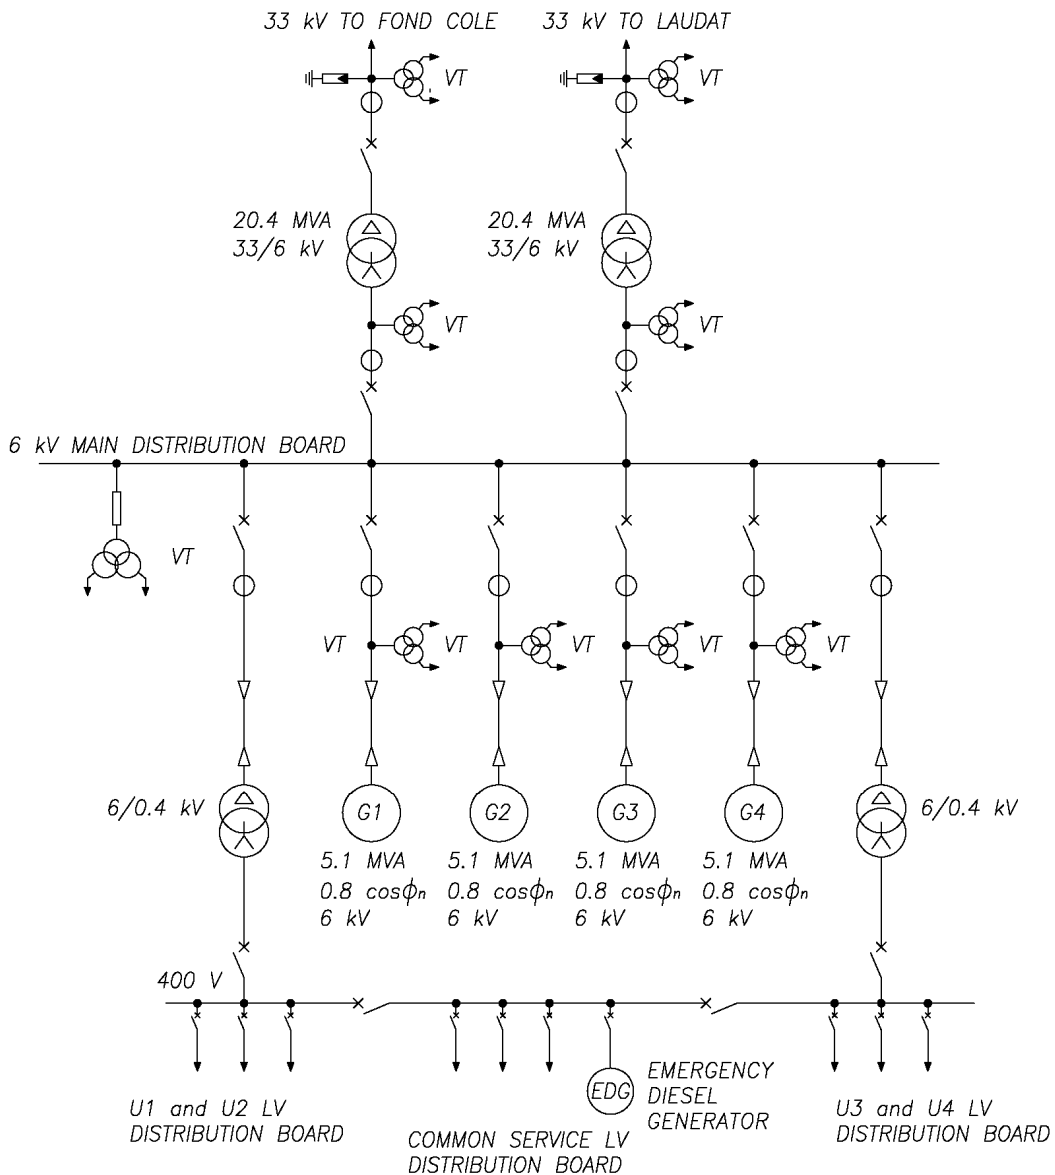 33 kV TO FOND COLE
33 kV TO LAUDAT
VT
VT
20.4 MVA
33/6 kV
20.4 MVA
33/6 kV
VT
VT
6 kV MAIN DISTRIBUTION BOARD
VT
VT
VT
VT
VT
VT
6/0.4 kV
G1
G2
G3
G4
6/0.4 kV
5.1 MVA
0.8 cosϕn
6 kV
5.1 MVA
0.8 cosϕn
6 kV
5.1 MVA
0.8 cosϕn
6 kV
5.1 MVA
0.8 cosϕn
6 kV
400 V
EDG
EMERGENCY
DIESEL
GENERATOR
U1 and U2 LV
DISTRIBUTION BOARD
COMMON SERVICE LV
DISTRIBUTION BOARD
U3 and U4 LV
DISTRIBUTION BOARD